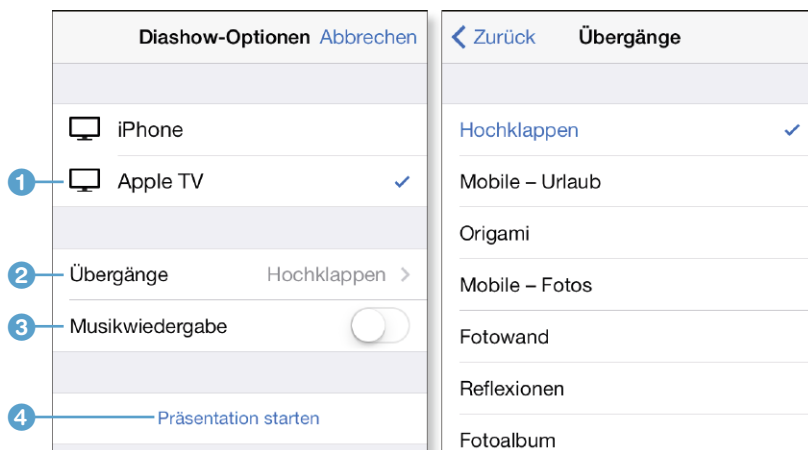 Diashow-Optionen Abbrechen
iPhone
1 Apple TV
2 Übergänge Hochklappen
3 Musikwiedergabe
4 Präsentation starten
Zurück Übergänge
Hochklappen
Mobile – Urlaub
Origami
Mobile – Fotos
Fotowand
Reflexionen
Fotoalbum